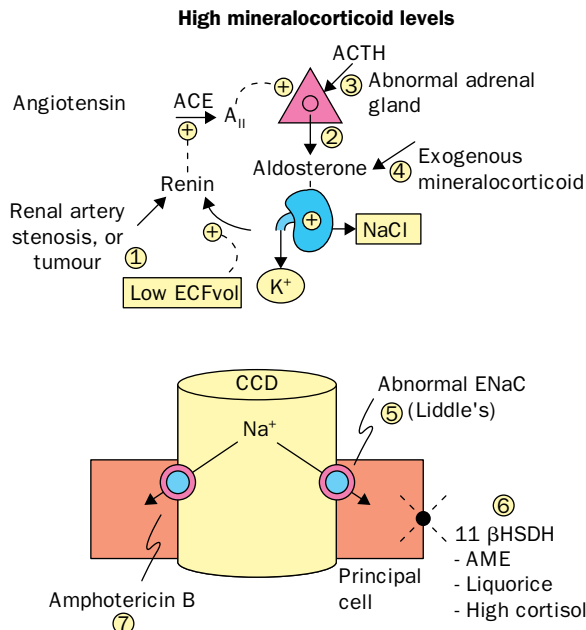 High mineralocorticoid levels
ACTH
+
3
Abnormal adrenal
gland
Angiotensin
ACE
A_II
+
2
Aldosterone
4
Exogenous
mineralocorticoid
Renin
+
+
NaCl
Renal artery
stenosis, or
tumour
1
Low ECFvol
K⁺
CCD
Na⁺
Abnormal ENaC
5
(Liddle's)
6
11 βHSDH
- AME
- Liquorice
- High cortisol
Principal
cell
Amphotericin B
7